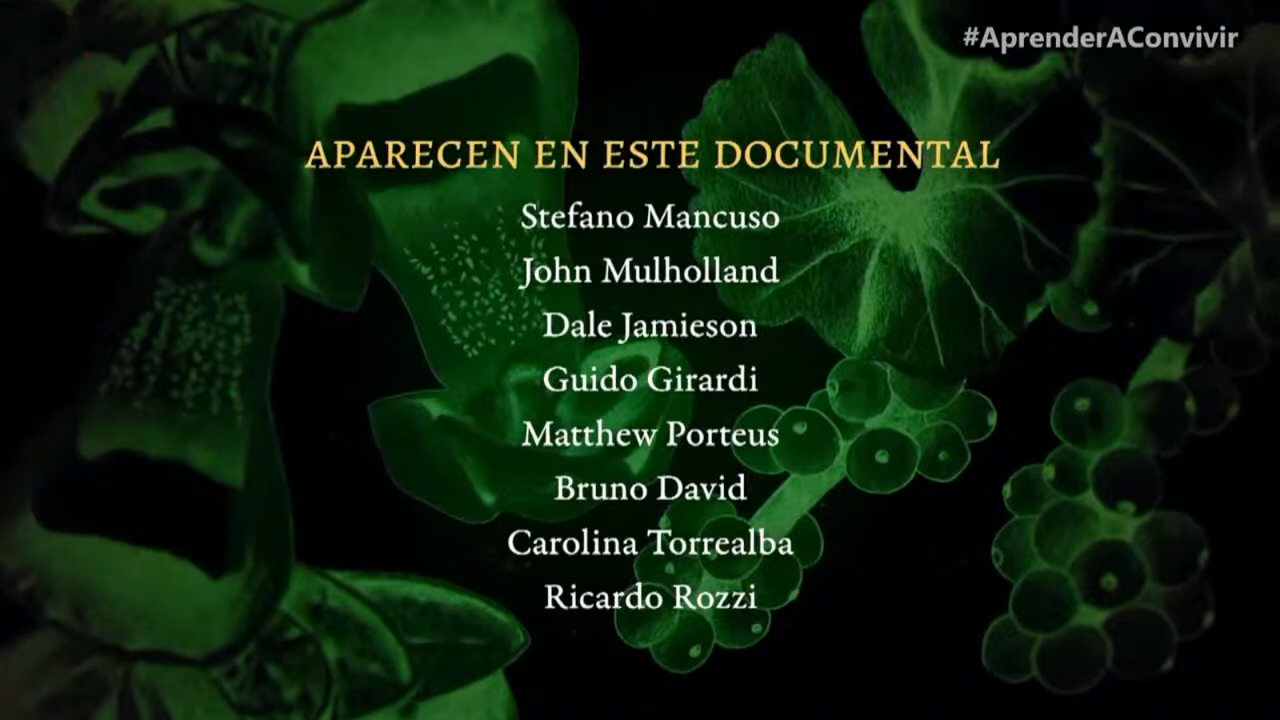 #AprenderAConvivir
APARECEN EN ESTE DOCUMENTAL
Stefano Mancuso
John Mulholland
Dale Jamieson
Guido Girardi
Matthew Porteus
Bruno David
Carolina Torrealba
Ricardo Rozzi